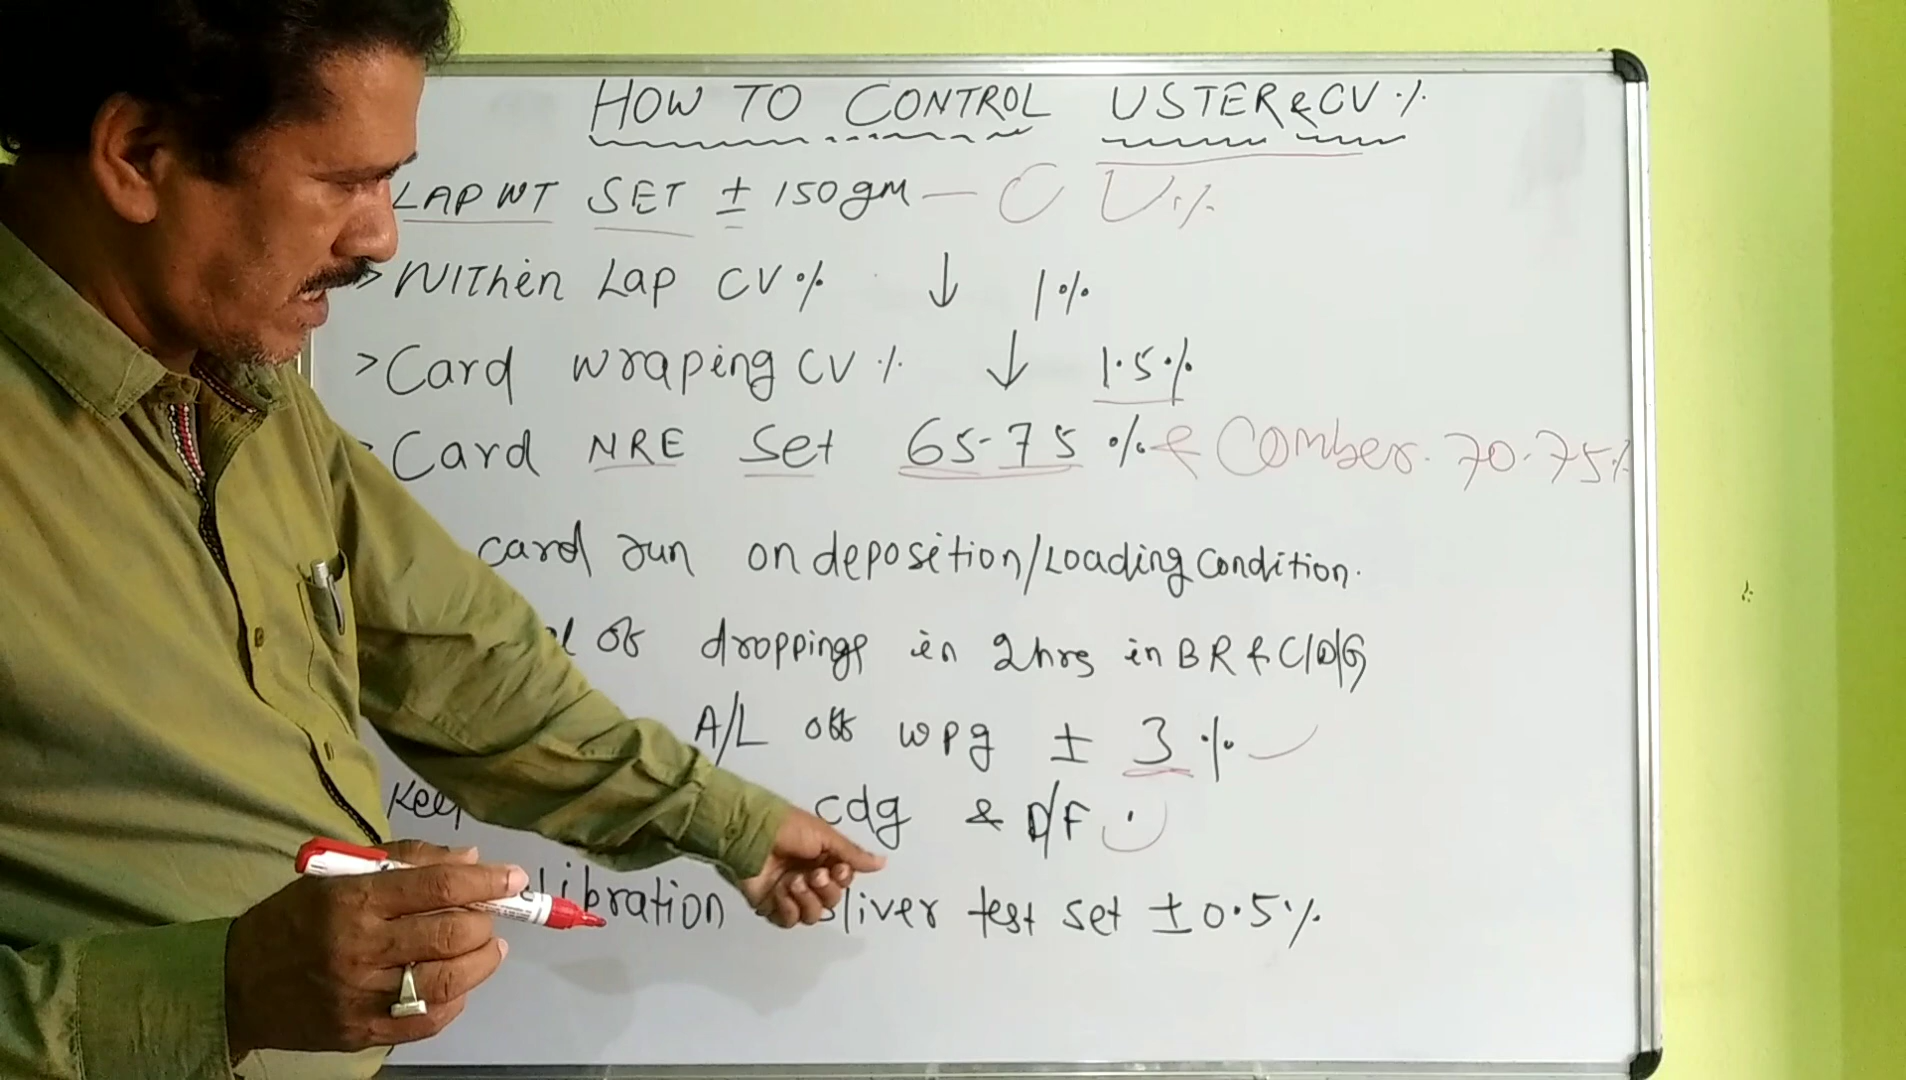 HOW TO CONTROL USTER & CV %
LAP WT SET ± 150gm — CV%
> WITHen Lap CV % ↓ 1%
> Card wraping CV % ↓ 1.5%
> Card NRE Set 65-75 % & Comber. 70-75%
card run on deposition/Loading Condition.
of droppings in 2hrs in BR & C/D/G
A/L off wpg ± 3 %
Keep cdg & D/F
libration sliver test set ± 0.5%